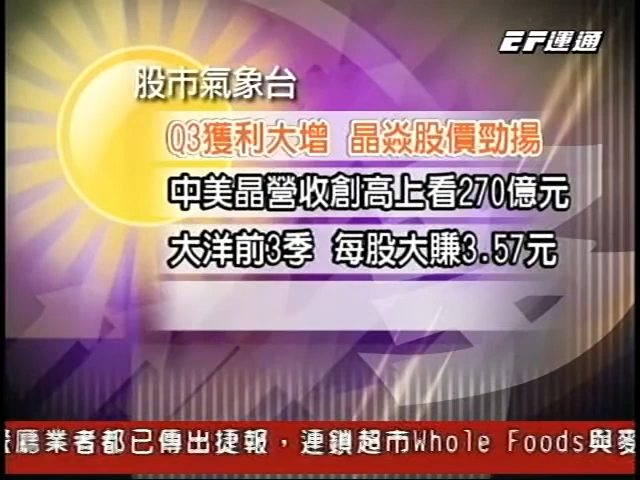 EF運通
股市氣象台
Q3獲利大增 晶焱股價勁揚
中美晶營收創高上看270億元
大洋前3季 每股大賺3.57元
廳業者都已傳出捷報，連鎖超市Whole Foods與麥